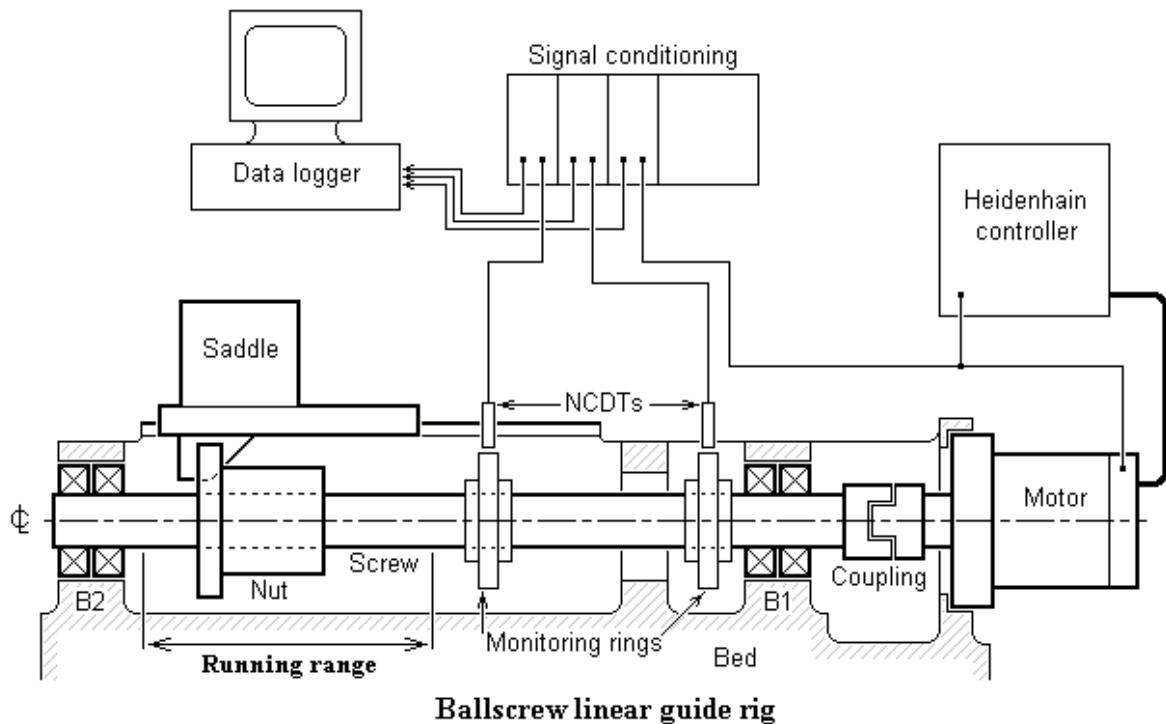 Signal conditioning
Data logger
Heidenhain
controller
Saddle
NCDTs
Motor
℄
Screw
Coupling
Nut
B2
B1
Monitoring rings
Running range
Bed
Ballscrew linear guide rig